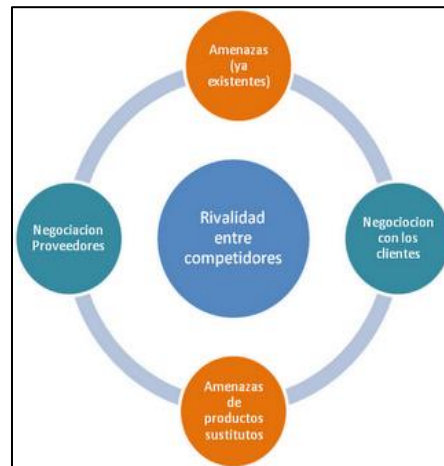 Amenazas
(ya
existentes)
Negociacion
Proveedores
Rivalidad
entre
competidores
Negociocion
con los
clientes
Amenazas
de
productos
sustitutos